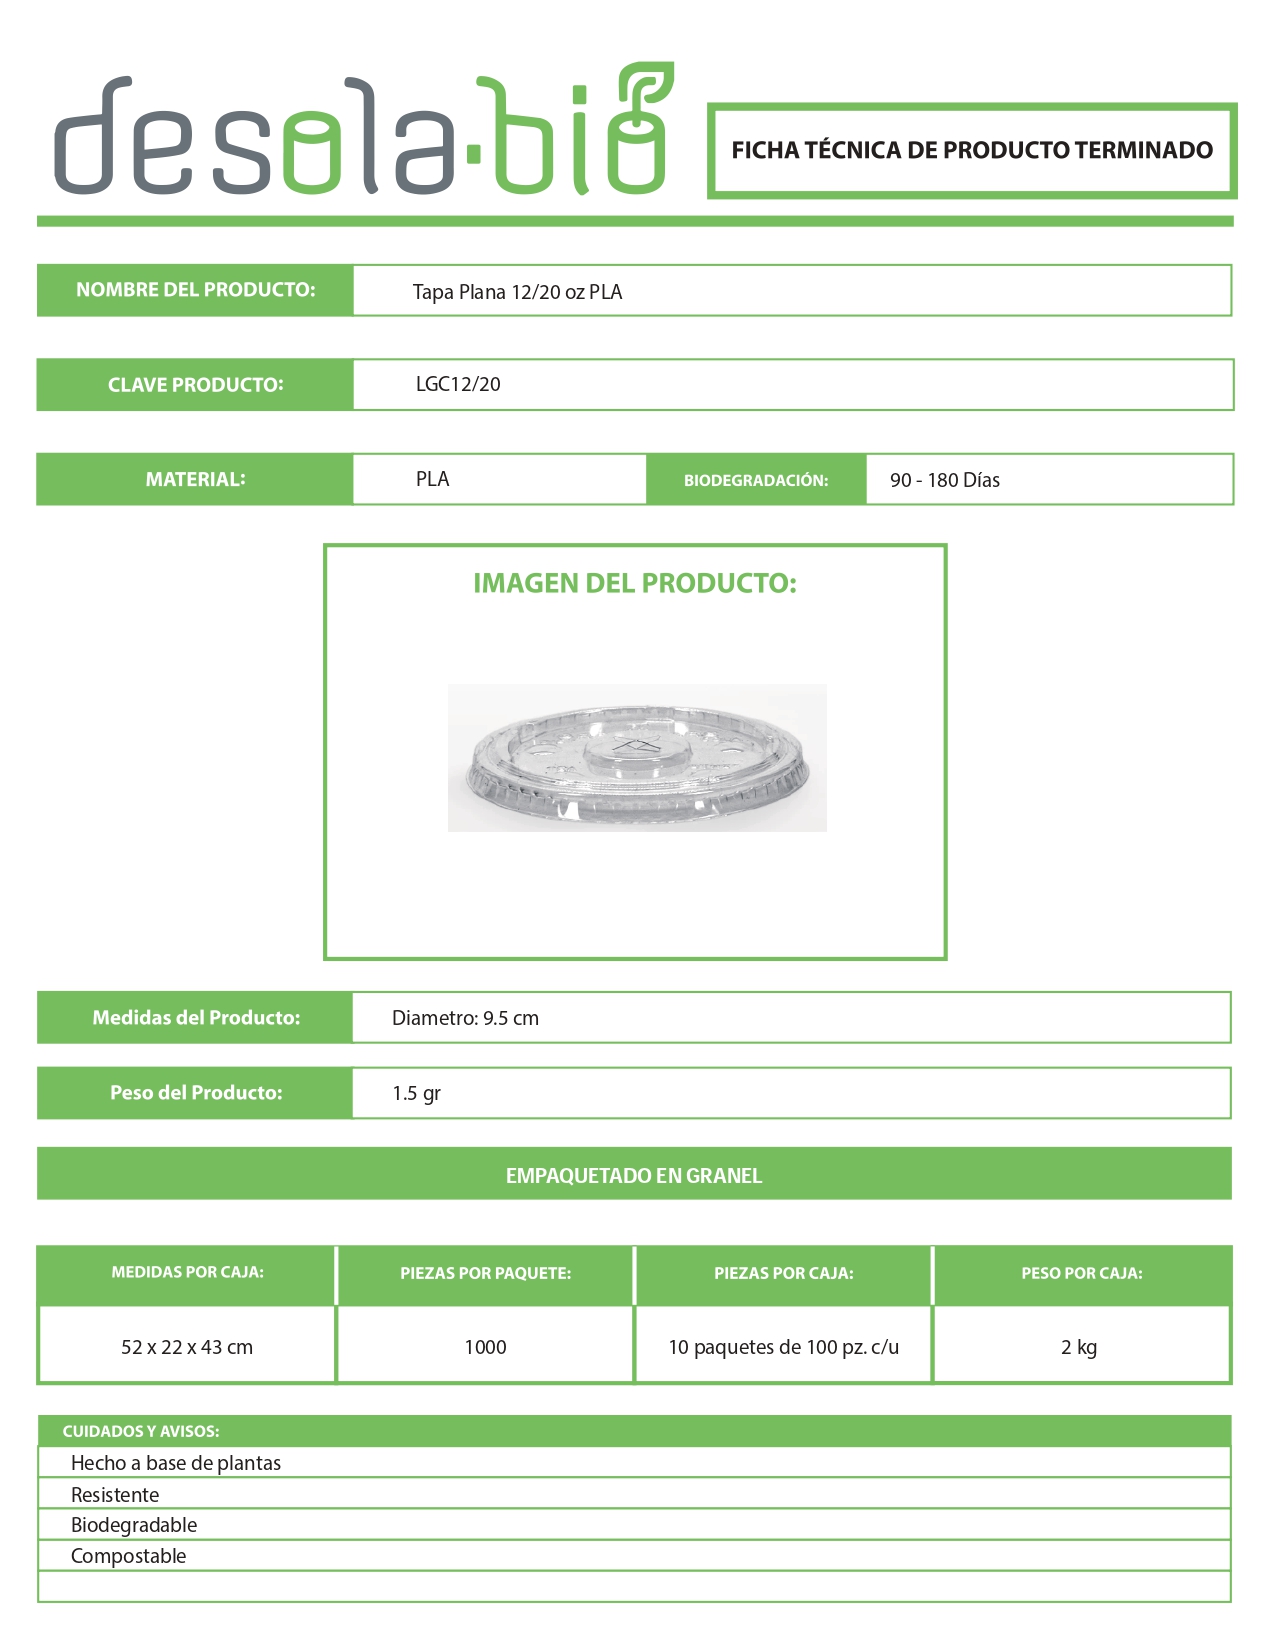 desola.bio
FICHA TÉCNICA DE PRODUCTO TERMINADO
NOMBRE DEL PRODUCTO: Tapa Plana 12/20 oz PLA
CLAVE PRODUCTO: LGC12/20
MATERIAL: PLA BIODEGRADACIÓN: 90 - 180 Días
IMAGEN DEL PRODUCTO:
Medidas del Producto: Diametro: 9.5 cm
Peso del Producto: 1.5 gr
EMPAQUETADO EN GRANEL
MEDIDAS POR CAJA: PIEZAS POR PAQUETE: PIEZAS POR CAJA: PESO POR CAJA:
52 x 22 x 43 cm 1000 10 paquetes de 100 pz. c/u 2 kg
CUIDADOS Y AVISOS:
Hecho a base de plantas
Resistente
Biodegradable
Compostable